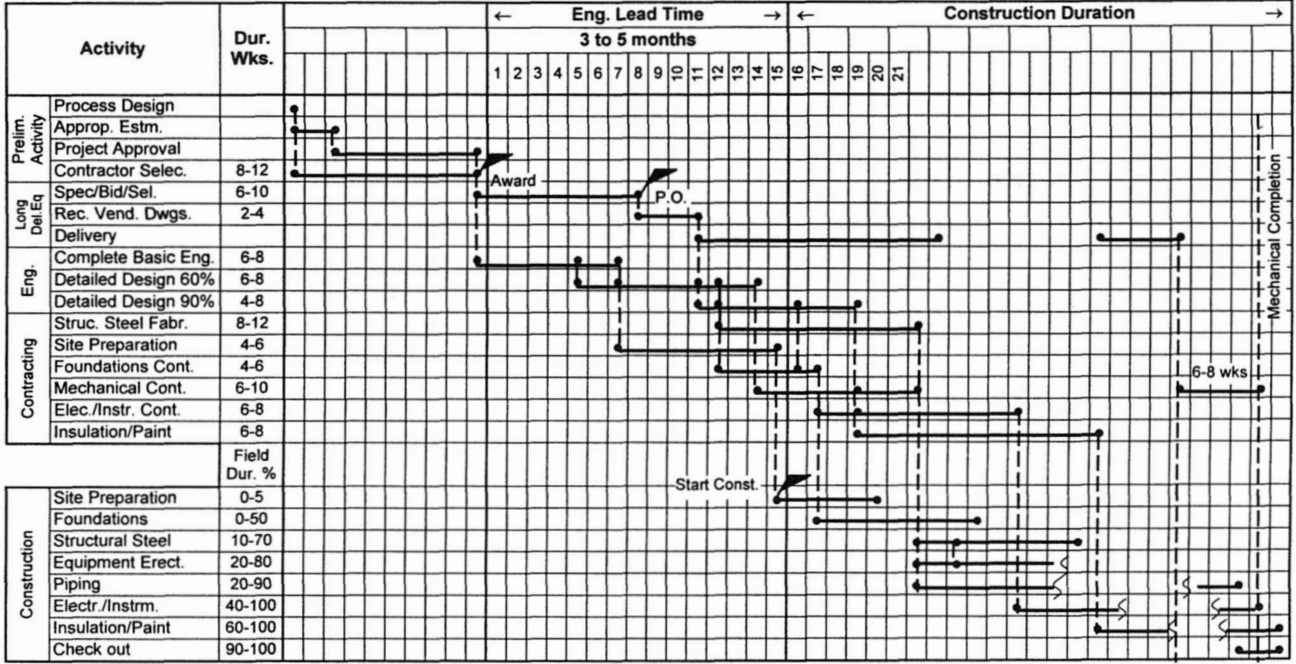 ← Eng. Lead Time → ← Construction Duration →
Activity Dur. Wks. 3 to 5 months
1 2 3 4 5 6 7 8 9 10 11 12 13 14 15 16 17 18 19 20 21
Prelim. Activity
Process Design
Approp. Estm.
Project Approval
Contractor Selec. 8-12
Award
Long Del.Eq
Spec/Bid/Sel. 6-10
P.O.
Rec. Vend. Dwgs. 2-4
Delivery
Mechanical Completion
Eng.
Complete Basic Eng. 6-8
Detailed Design 60% 6-8
Detailed Design 90% 4-8
Contracting
Struc. Steel Fabr. 8-12
Site Preparation 4-6
Foundations Cont. 4-6
Mechanical Cont. 6-10 6-8 wks
Elec./Instr. Cont. 6-8
Insulation/Paint 6-8
Field Dur. %
Start Const.
Construction
Site Preparation 0-5
Foundations 0-50
Structural Steel 10-70
Equipment Erect. 20-80
Piping 20-90
Electr./Instrm. 40-100
Insulation/Paint 60-100
Check out 90-100